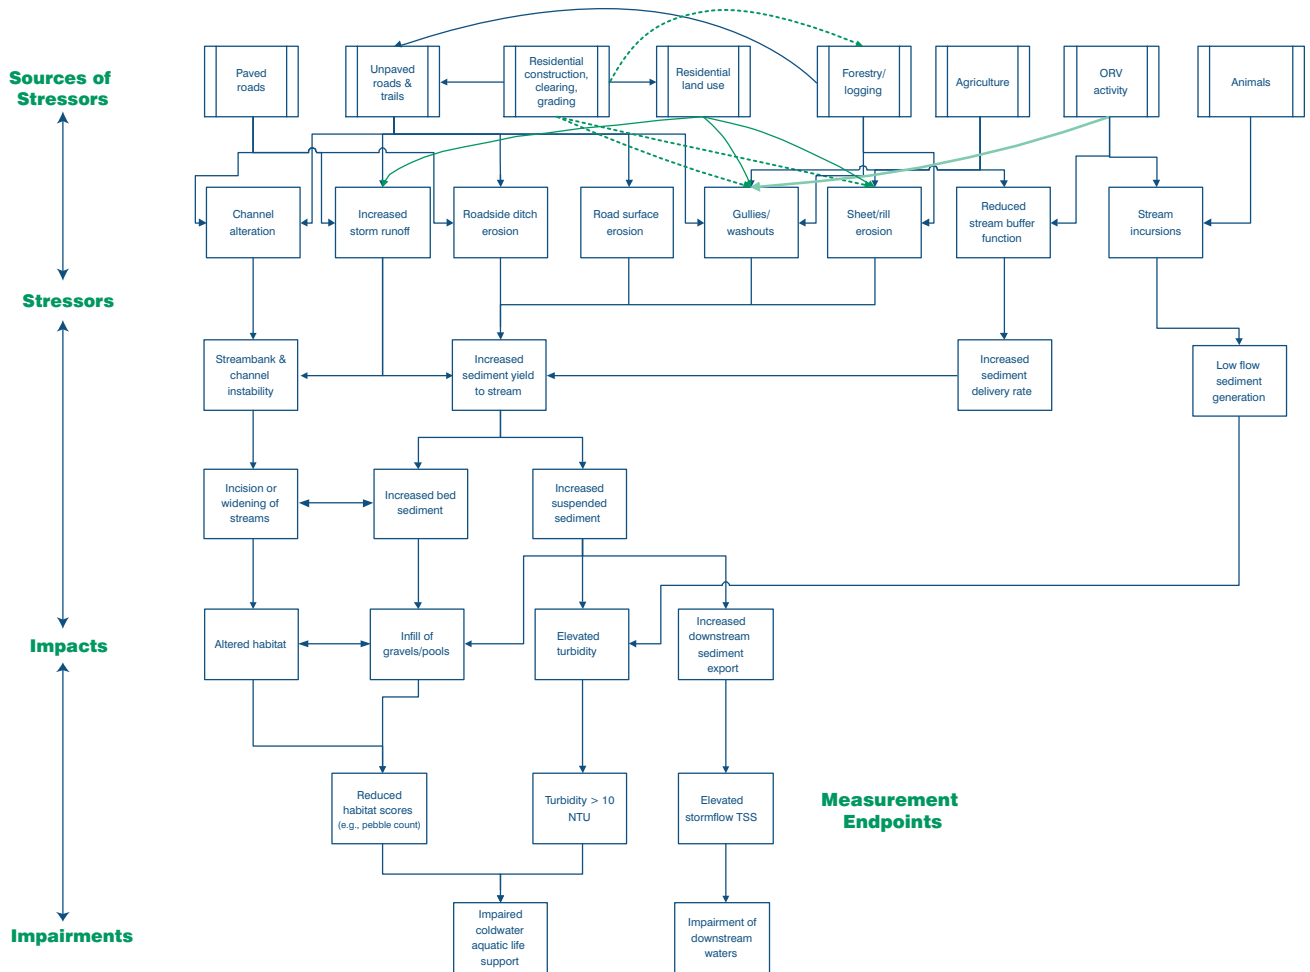 Sources of
Stressors
Paved
roads
Unpaved
roads &
trails
Residential
construction,
clearing,
grading
Residential
land use
Forestry/
logging
Agriculture
ORV
activity
Animals
Channel
alteration
Increased
storm runoff
Roadside ditch
erosion
Road surface
erosion
Gullies/
washouts
Sheet/rill
erosion
Reduced
stream buffer
function
Stream
incursions
Stressors
Streambank &
channel
instability
Increased
sediment yield
to stream
Increased
sediment
delivery rate
Low flow
sediment
generation
Incision or
widening of
streams
Increased bed
sediment
Increased
suspended
sediment
Impacts
Altered habitat
Infill of
gravels/pools
Elevated
turbidity
Increased
downstream
sediment
export
Reduced
habitat scores
(e.g., pebble count)
Turbidity > 10
NTU
Elevated
stormflow TSS
Measurement
Endpoints
Impairments
Impaired
coldwater
aquatic life
support
Impairment of
downstream
waters